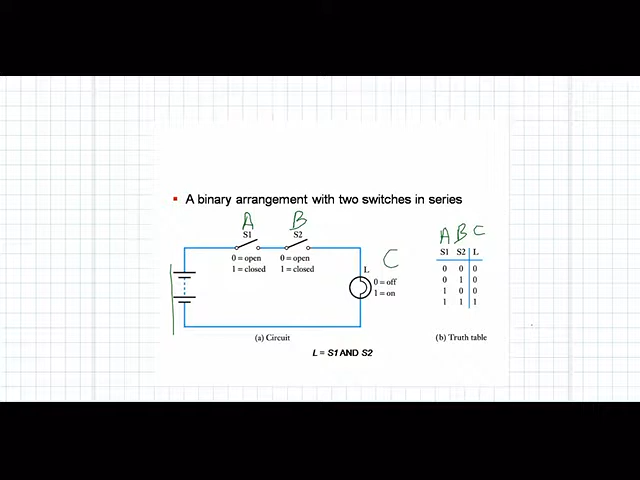 ▪ A binary arrangement with two switches in series
A B
S1 S2
0 = open 0 = open
1 = closed 1 = closed
C
L
0 = off
1 = on
(a) Circuit
A B C
S1 S2 L
0 0 0
0 1 0
1 0 0
1 1 1
(b) Truth table
L = S1 AND S2